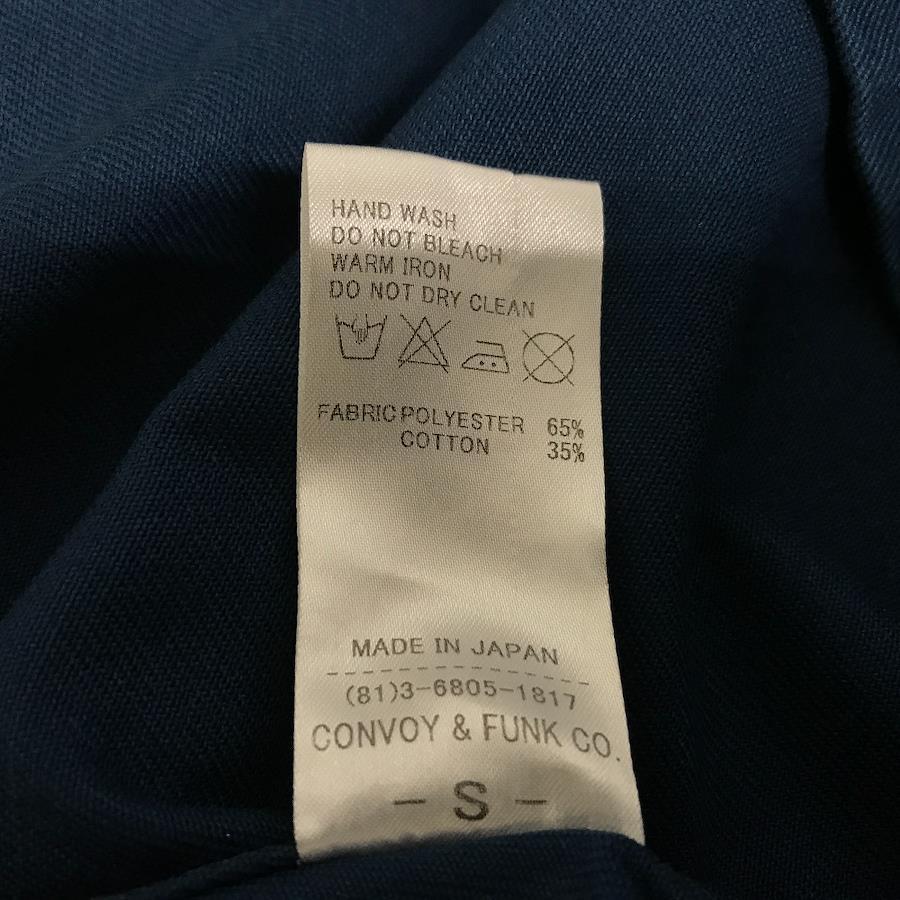 HAND WASH
DO NOT BLEACH
WARM IRON
DO NOT DRY CLEAN
FABRIC POLYESTER 65%
COTTON 35%
MADE IN JAPAN
(81)3-6805-1817
CONVOY & FUNK CO.
- S -